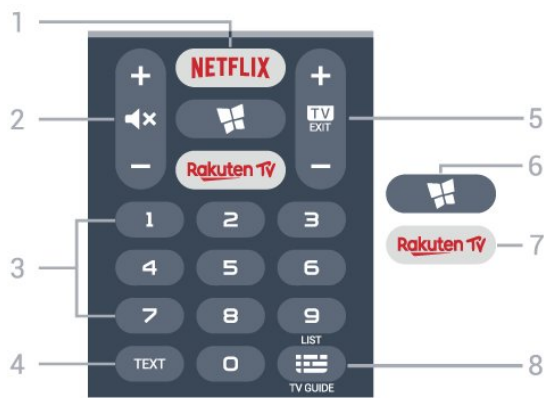 1
NETFLIX
2
TV
EXIT
5
6
Rakuten TV
Rakuten TV
7
1 2 3
3
4 5 6
7 8 9
LIST
4
TEXT 0
8
TV GUIDE